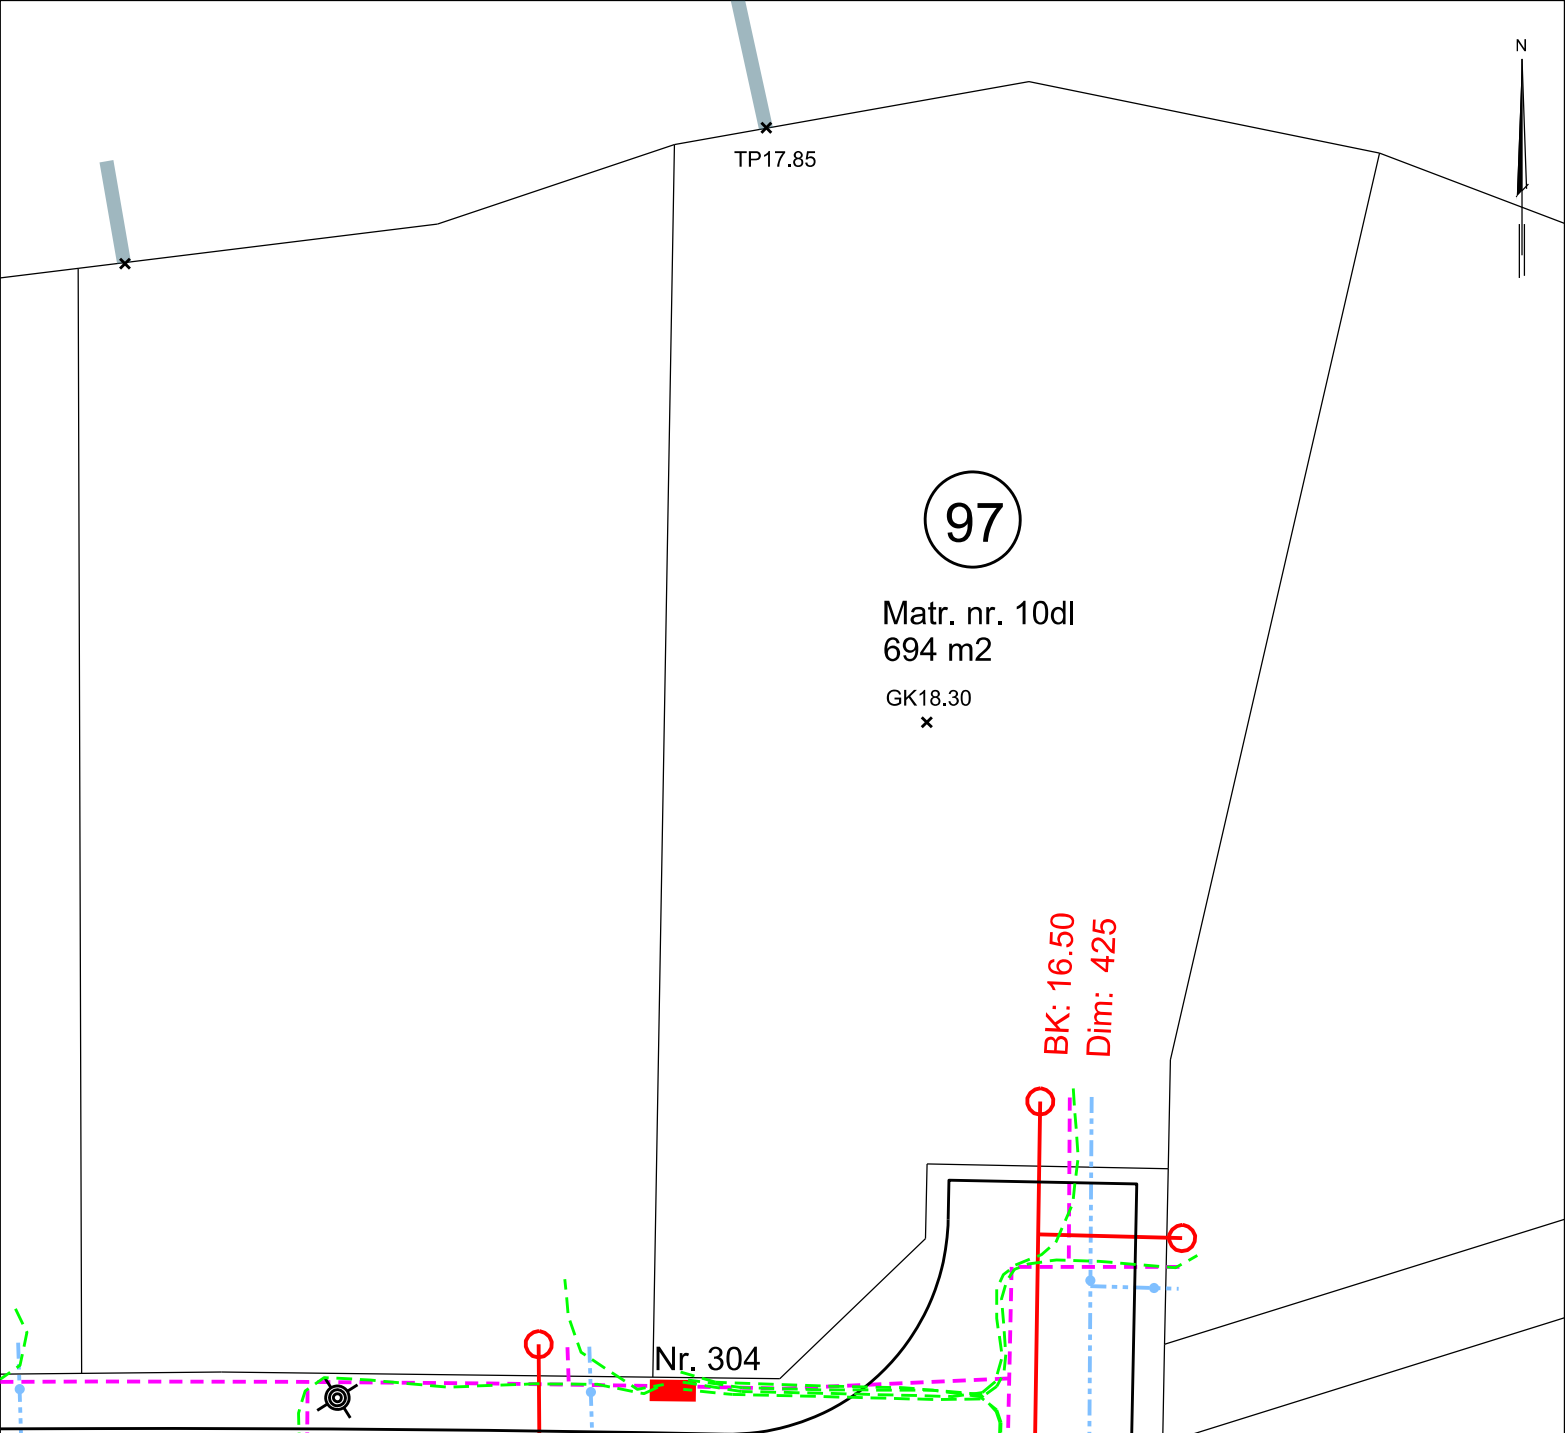 N
TP17.85
97
Matr. nr. 10dl
694 m2
GK18.30
BK: 16.50
Dim: 425
Nr. 304